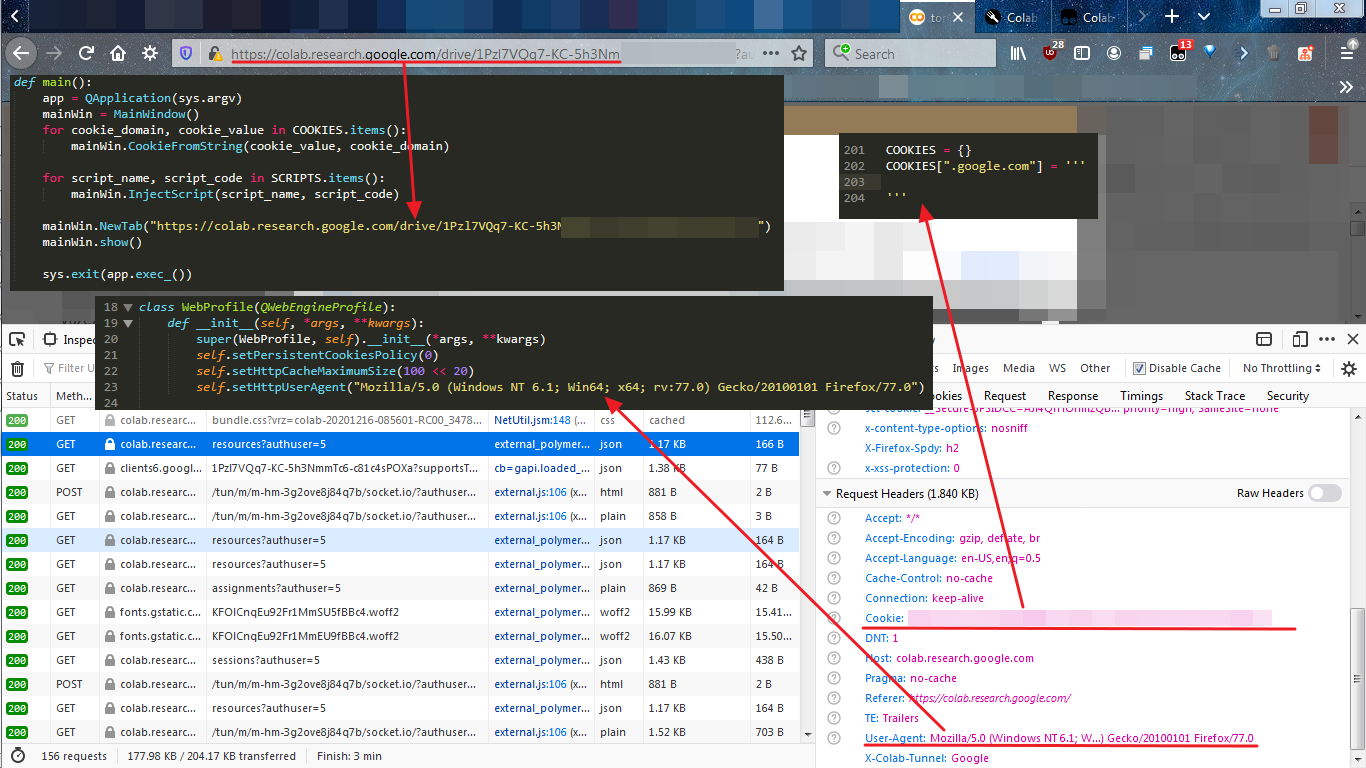 tor
Colab
Colab
https://colab.research.google.com/drive/1Pzl7VQq7-KC-5h3Nm
Search
28
13
def main():
app = QApplication(sys.argv)
mainWin = MainWindow()
for cookie_domain, cookie_value in COOKIES.items():
mainWin.CookieFromString(cookie_value, cookie_domain)
for script_name, script_code in SCRIPTS.items():
mainWin.InjectScript(script_name, script_code)
mainWin.NewTab("https://colab.research.google.com/drive/1Pzl7VQq7-KC-5h3N")
mainWin.show()
sys.exit(app.exec_())
201 COOKIES = {}
202 COOKIES[".google.com"] = '''
203
204 '''
18 class WebProfile(QWebEngineProfile):
19 def __init__(self, *args, **kwargs):
20 super(WebProfile, self).__init__(*args, **kwargs)
21 self.setPersistentCookiesPolicy(0)
22 self.setHttpCacheMaximumSize(100 << 20)
23 self.setHttpUserAgent("Mozilla/5.0 (Windows NT 6.1; Win64; x64; rv:77.0) Gecko/20100101 Firefox/77.0")
24
Inspe
Filter U
Images Media WS Other Disable Cache No Throttling
Status Meth...
ookies Request Response Timings Stack Trace Security
200 GET colab.researc... bundle.css?vrz=colab-20201216-085601-RC00_3478... NetUtil.jsm:148 (... css cached 112.6...
200 GET colab.researc... resources?authuser=5 external_polymer... json 1.17 KB 166 B
200 GET clients6.googl... 1Pzl7VQq7-KC-5h3NmmTc6-c81c4sPOXa?supportsT... cb=gapi.loaded_... json 1.38 KB 77 B
200 POST colab.researc... /tun/m/m-hm-3g2ove8j84q7b/socket.io/?authuser... external.js:106 (x... html 881 B 2 B
200 GET colab.researc... /tun/m/m-hm-3g2ove8j84q7b/socket.io/?authuser... external.js:106 (x... plain 858 B 3 B
200 GET colab.researc... resources?authuser=5 external_polymer... json 1.17 KB 164 B
200 GET colab.researc... resources?authuser=5 external_polymer... json 1.17 KB 164 B
200 GET colab.researc... assignments?authuser=5 external_polymer... plain 869 B 42 B
200 GET fonts.gstatic.c... KFOlCnqEu92Fr1MmSU5fBBc4.woff2 external_polymer... woff2 15.99 KB 15.41...
200 GET fonts.gstatic.c... KFOlCnqEu92Fr1MmEU9fBBc4.woff2 external_polymer... woff2 16.07 KB 15.50...
200 GET colab.researc... sessions?authuser=5 external_polymer... json 1.43 KB 438 B
200 POST colab.researc... /tun/m/m-hm-3g2ove8j84q7b/socket.io/?authuser... external.js:106 (x... html 881 B 2 B
200 GET colab.researc... resources?authuser=5 external_polymer... json 1.17 KB 164 B
200 GET colab.researc... /tun/m/m-hm-3g2ove8j84q7b/socket.io/?authuser... external.js:106 (x... plain 1.52 KB 703 B
156 requests 177.98 KB / 204.17 KB transferred Finish: 3 min
x-content-type-options: nosniff
X-Firefox-Spdy: h2
x-xss-protection: 0
Request Headers (1.840 KB) Raw Headers
Accept: */*
Accept-Encoding: gzip, deflate, br
Accept-Language: en-US,en;q=0.5
Cache-Control: no-cache
Connection: keep-alive
Cookie:
DNT: 1
Host: colab.research.google.com
Pragma: no-cache
Referer: https://colab.research.google.com/
TE: Trailers
User-Agent: Mozilla/5.0 (Windows NT 6.1; W...) Gecko/20100101 Firefox/77.0
X-Colab-Tunnel: Google